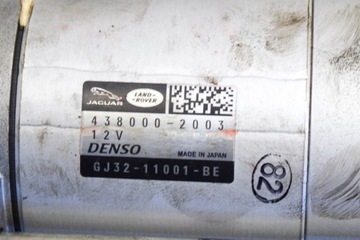 JAGUAR
LAND-
-ROVER
438000-2003
12V
DENSO
MADE IN JAPAN
GJ32-11001-BE
82